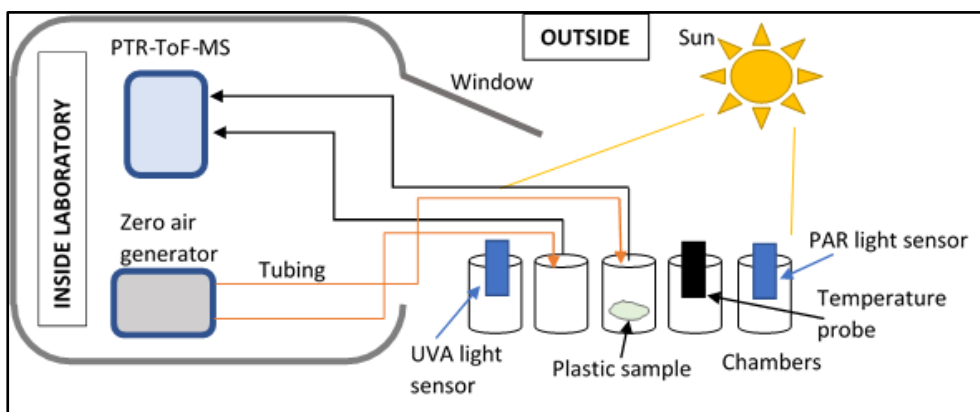 PTR-ToF-MS
OUTSIDE
Sun
Window
INSIDE LABORATORY
Zero air
generator
Tubing
PAR light sensor
Temperature
probe
UVA light
sensor
Plastic sample
Chambers